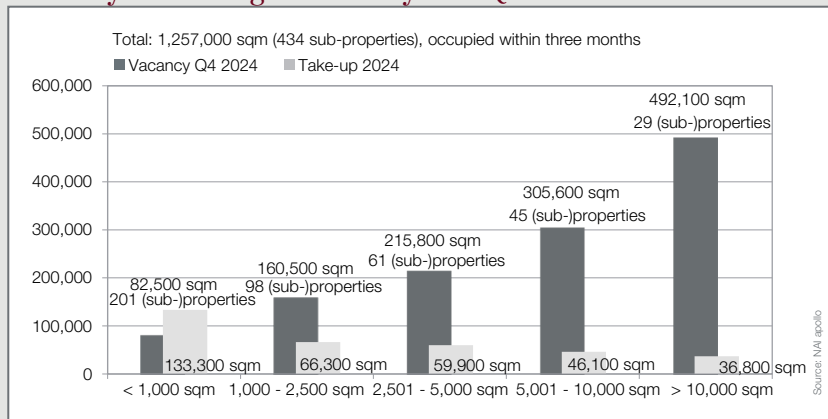 Total: 1,257,000 sqm (434 sub-properties), occupied within three months
Vacancy Q4 2024 Take-up 2024
600,000
500,000
400,000
300,000
200,000
100,000
0
492,100 sqm
29 (sub-)properties
305,600 sqm
45 (sub-)properties
215,800 sqm
61 (sub-)properties
160,500 sqm
98 (sub-)properties
82,500 sqm
201 (sub-)properties
133,300 sqm
66,300 sqm
59,900 sqm
46,100 sqm
36,800 sqm
< 1,000 sqm 1,000 - 2,500 sqm 2,501 - 5,000 sqm 5,001 - 10,000 sqm > 10,000 sqm
Source: NAI apollo